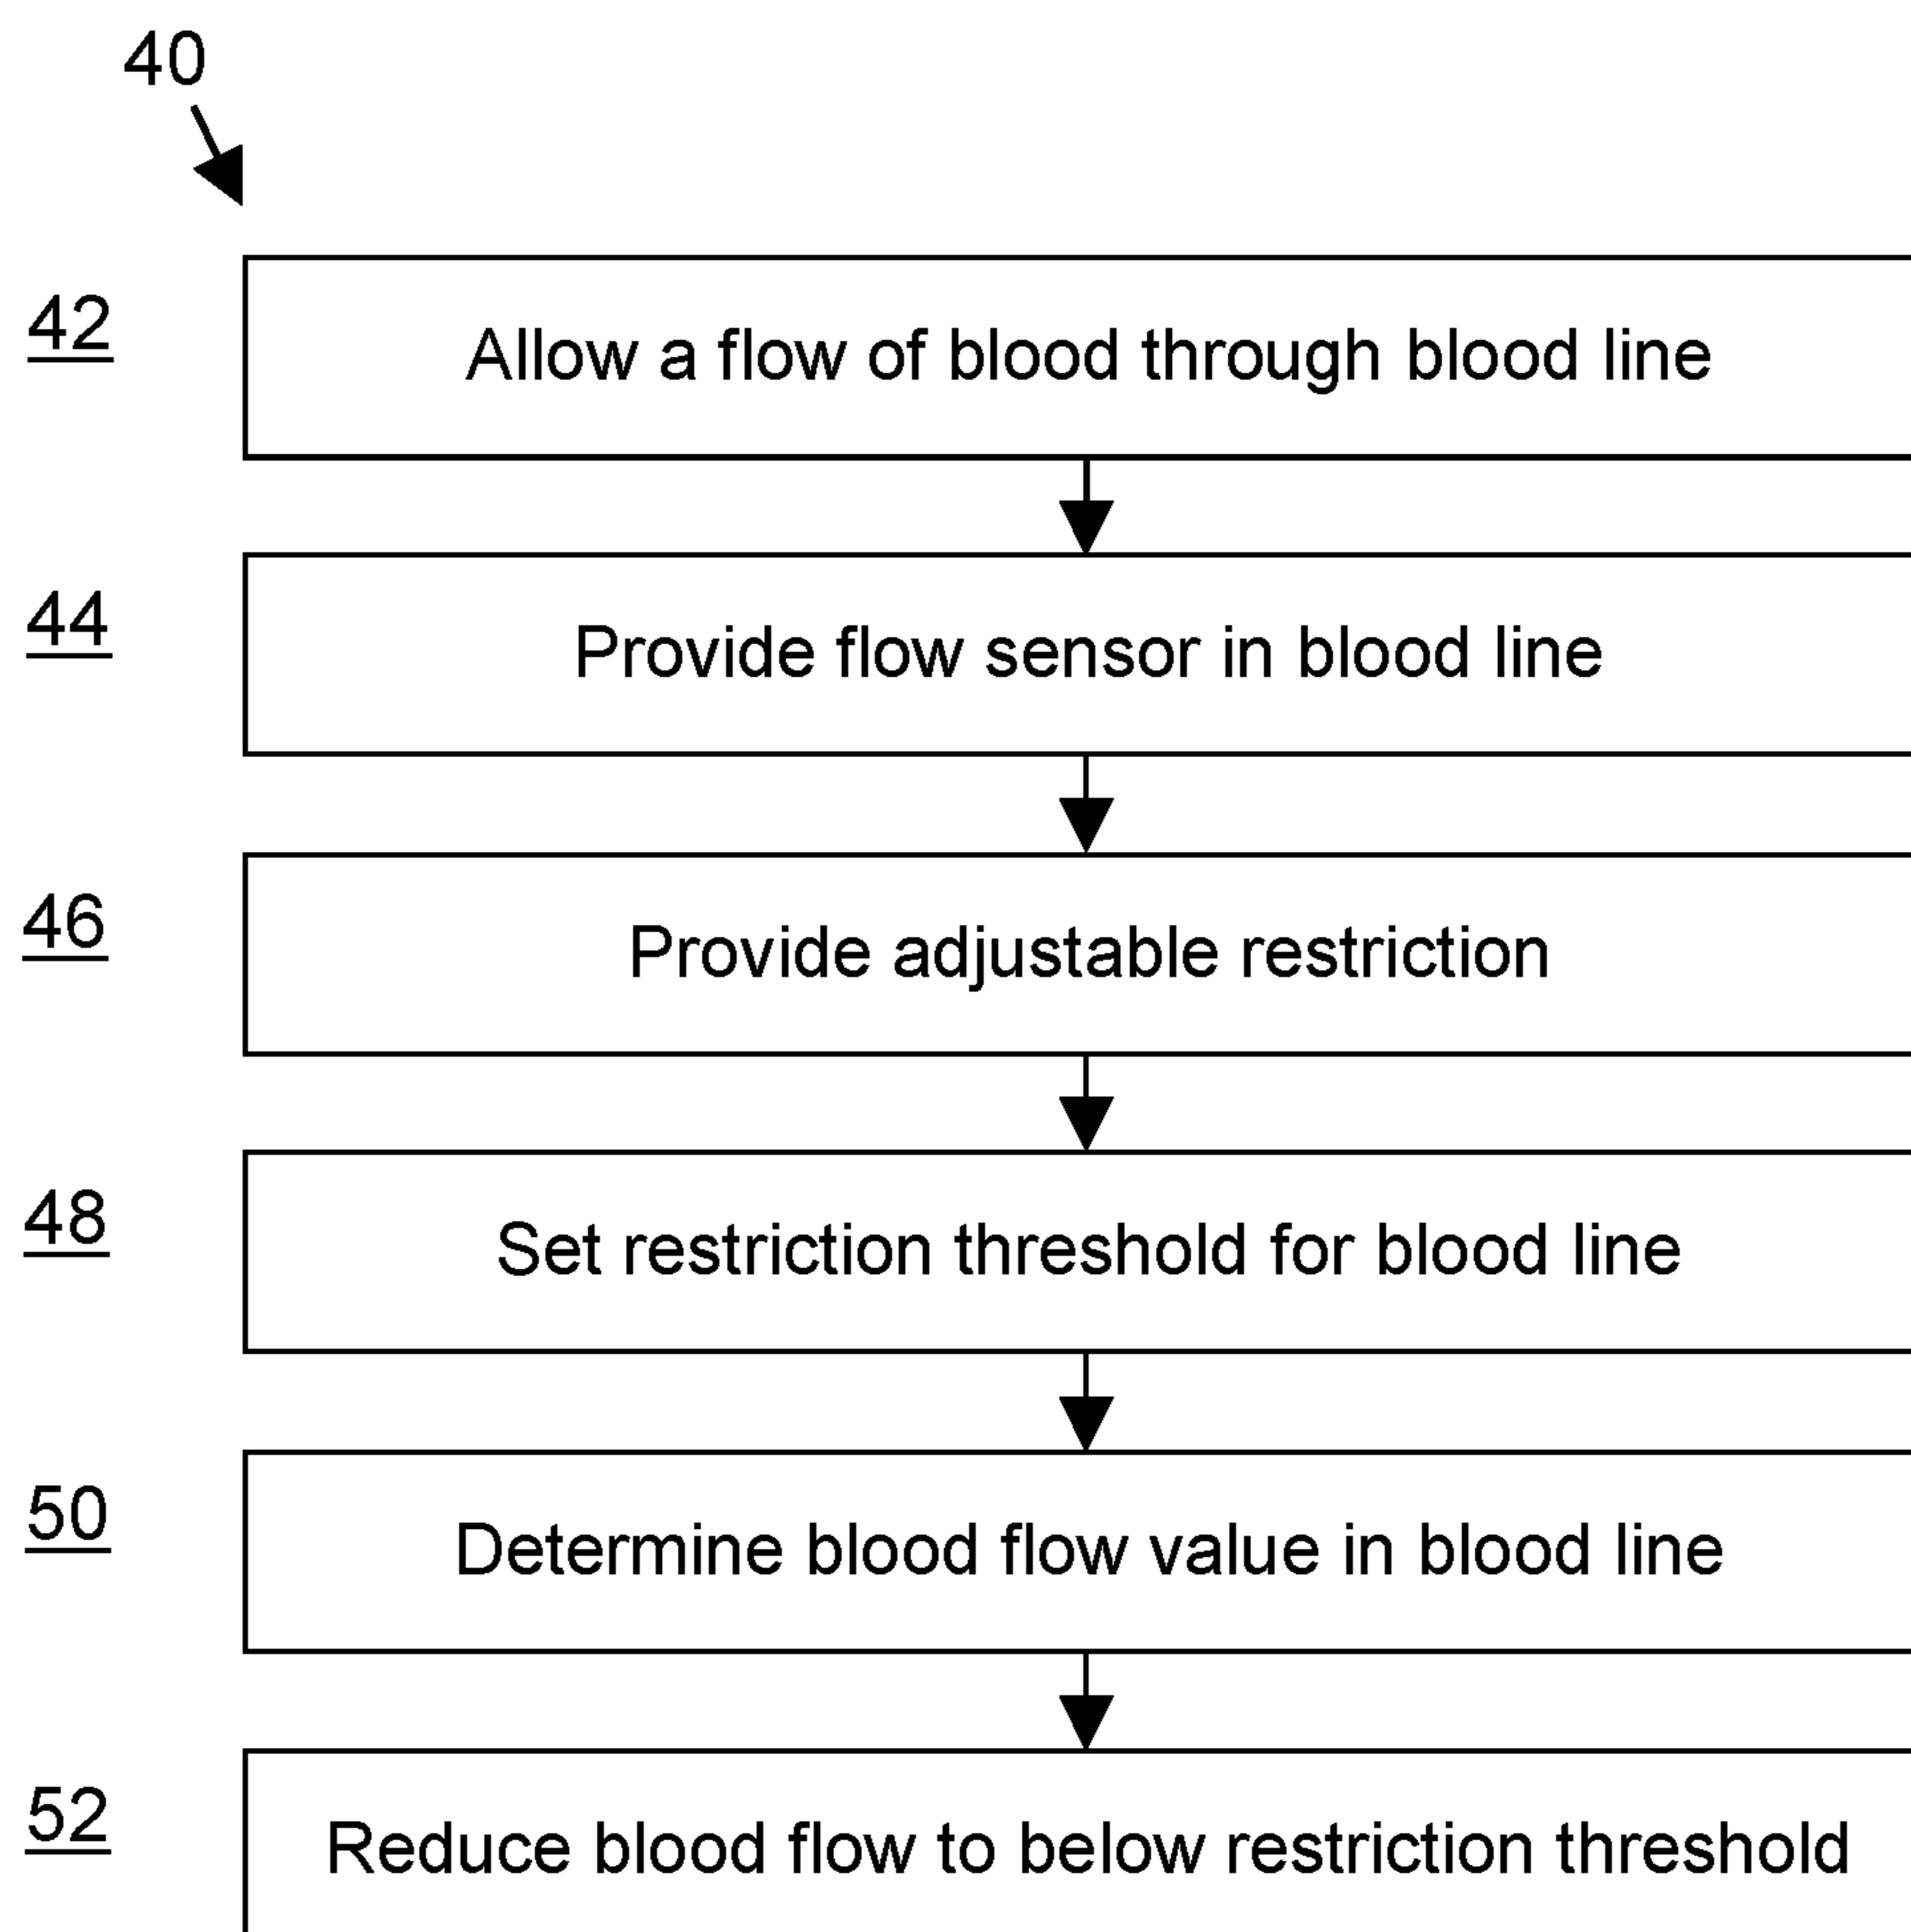 40
42
Allow a flow of blood through blood line
44
Provide flow sensor in blood line
46
Provide adjustable restriction
48
Set restriction threshold for blood line
50
Determine blood flow value in blood line
52
Reduce blood flow to below restriction threshold